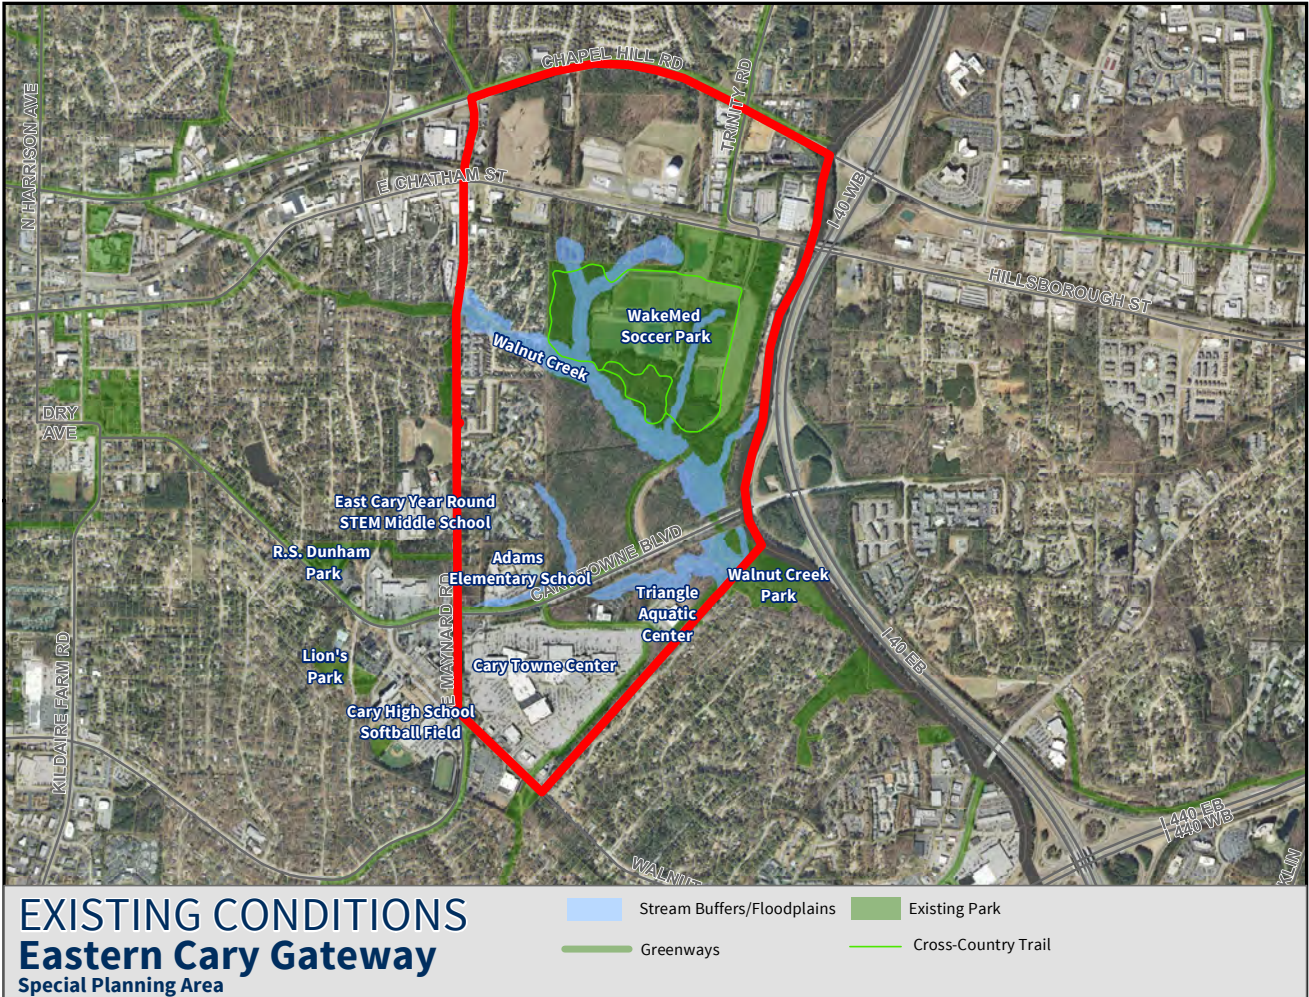 CHAPEL HILL RD
TRINITY RD
N HARRISON AVE
E CHATHAM ST
I 40 WB
HILLSBOROUGH ST
WakeMed
Soccer Park
Walnut Creek
DRY
AVE
East Cary Year Round
STEM Middle School
R.S. Dunham
Park
Adams
Elementary School
CARY TOWNE BLVD
Walnut Creek
Park
Triangle
Aquatic
Center
E MAYNARD RD
I 40 EB
KILDAIRE FARM RD
Lion's
Park
Cary Towne Center
Cary High School
Softball Field
I 440 EB
I 440 WB
WALNUT
KLIN
EXISTING CONDITIONS
Eastern Cary Gateway
Special Planning Area
Stream Buffers/Floodplains
Existing Park
Greenways
Cross-Country Trail